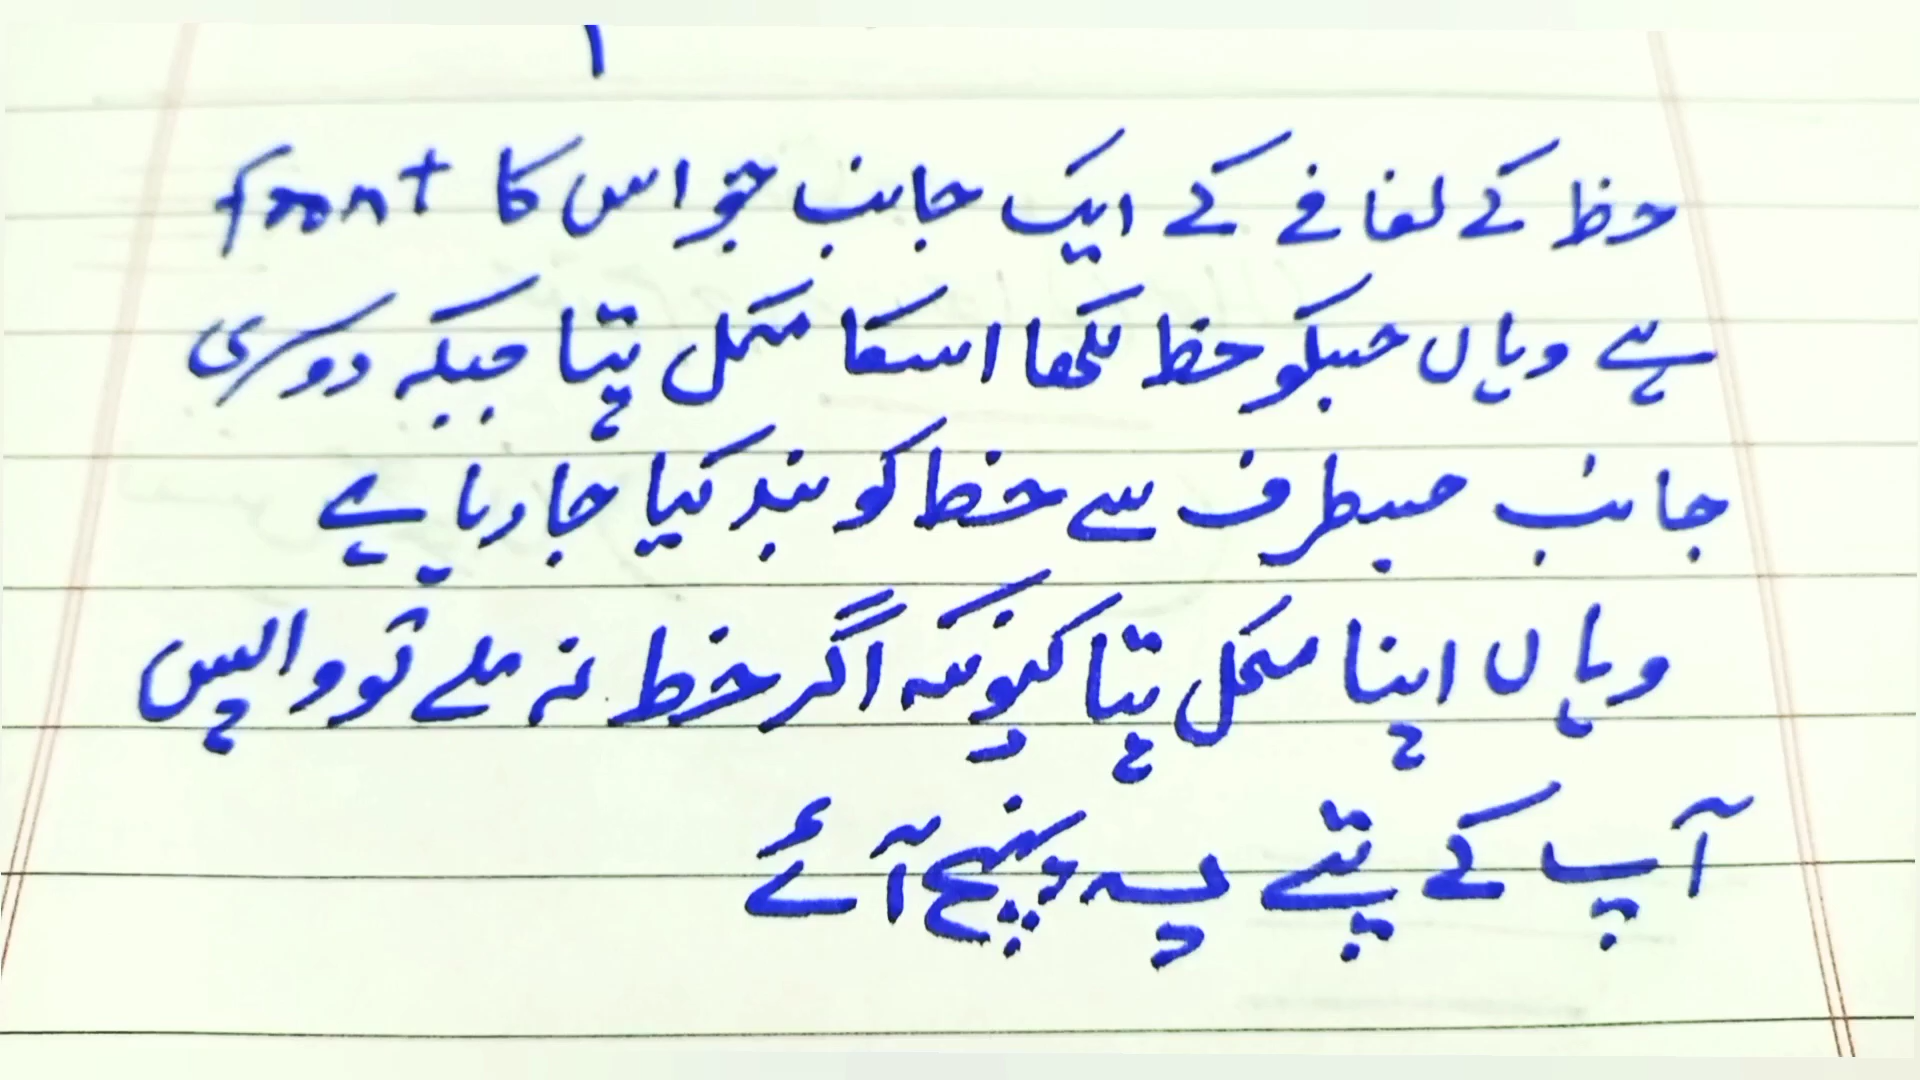 خط کے لفافے کے ایک جانب جو اس کا front
ہے وہاں جسکو خط لکھا اسکا مکمل پتا جبکہ دوسری
جانب جسطرف سے خط کو بند کیا جا رہا ہے
وہاں اپنا مکمل پتا کیونکہ اگر خط نہ ملے تو واپس
آپ کے پتے پہ پہنچ آئے